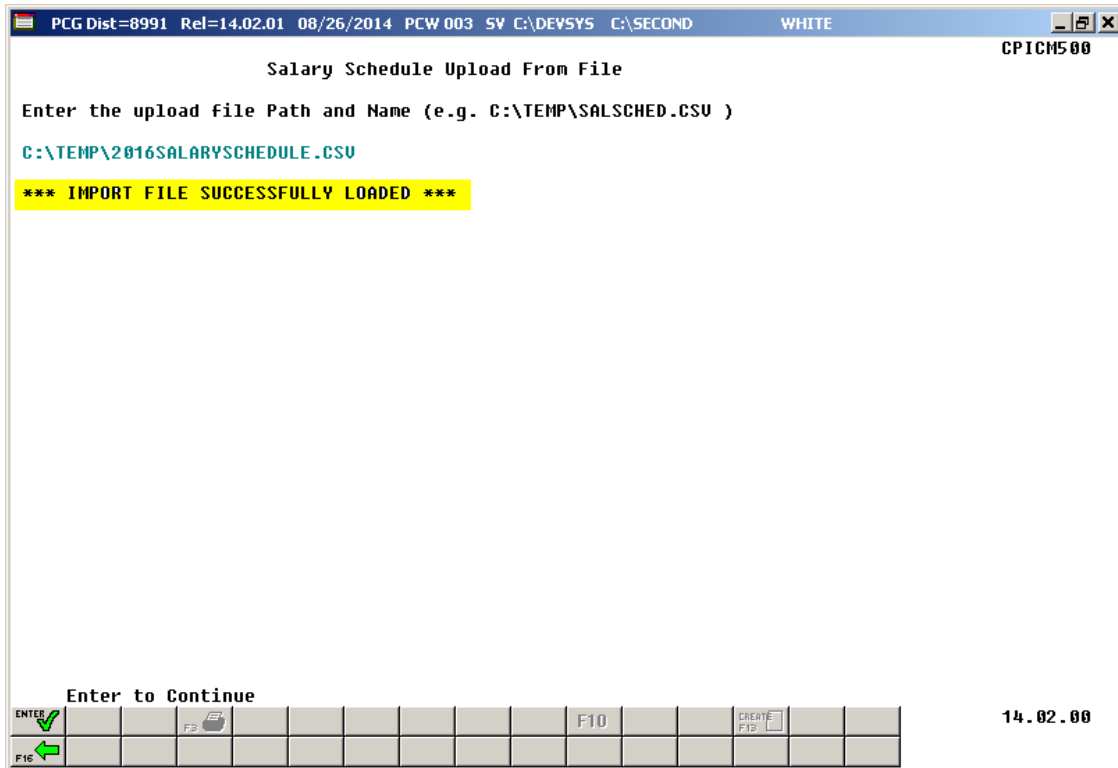 PCG Dist=8991 Rel=14.02.01 08/26/2014 PCW 003 SV C:\DEVSYS C:\SECOND WHITE
CPICM500
Salary Schedule Upload From File
Enter the upload file Path and Name (e.g. C:\TEMP\SALSCHED.CSV )
C:\TEMP\2016SALARYSCHEDULE.CSV
*** IMPORT FILE SUCCESSFULLY LOADED ***
Enter to Continue
ENTER F3 F10 CREATE F13 14.02.00
F16